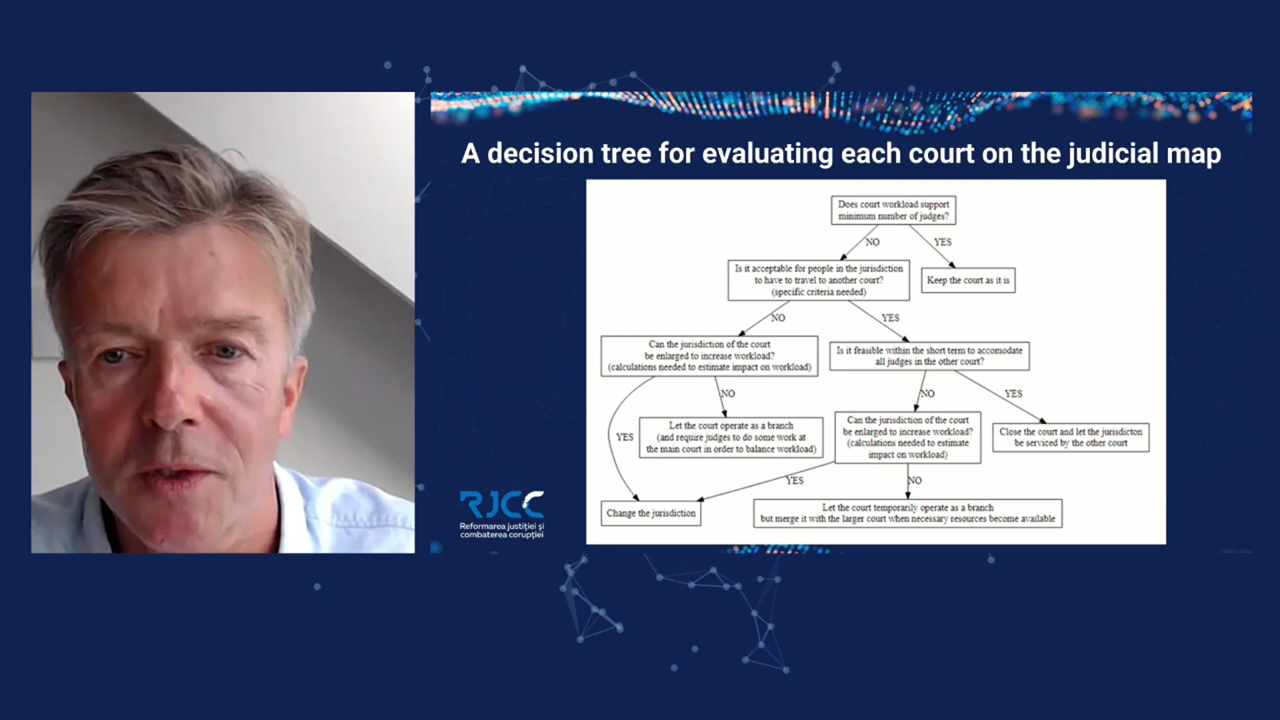 A decision tree for evaluating each court on the judicial map
Does court workload support
minimum number of judges?
NO
YES
Is it acceptable for people in the jurisdiction
to have to travel to another court?
(specific criteria needed)
Keep the court as it is
NO
YES
Can the jurisdiction of the court
be enlarged to increase workload?
(calculations needed to estimate impact on workload)
Is it feasible within the short term to accomodate
all judges in the other court?
NO
NO
YES
Let the court operate as a branch
(and require judges to do some work at
the main court in order to balance workload)
Can the jurisdiction of the court
be enlarged to increase workload?
(calculations needed to estimate
impact on workload)
Close the court and let the jurisdicton
be serviced by the other court
YES
YES
NO
Change the jurisdiction
Let the court temporarily operate as a branch
but merge it with the larger court when necessary resources become available
RJCC
Reformarea justiției și
combaterea corupției